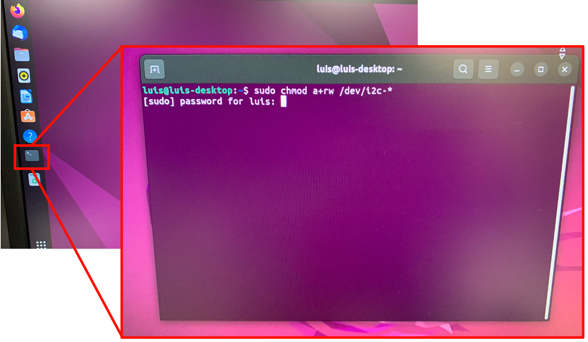 luis@luis-desktop: ~
luis@luis-desktop:~$ sudo chmod a+rw /dev/i2c-*
[sudo] password for luis: